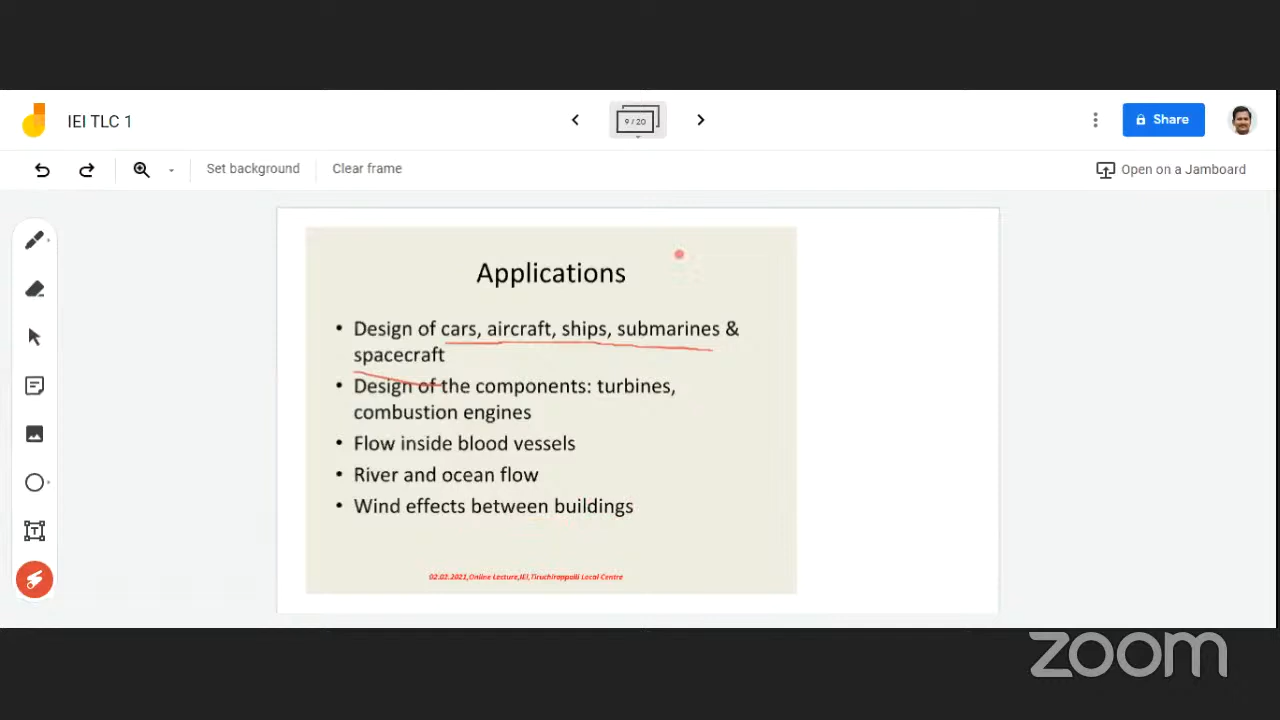 IEI TLC 1
9 / 20
Share
Set background
Clear frame
Open on a Jamboard
Applications
• Design of cars, aircraft, ships, submarines &
spacecraft
• Design of the components: turbines,
combustion engines
• Flow inside blood vessels
• River and ocean flow
• Wind effects between buildings
02.02.2021,Online Lecture,IEI,Tiruchirappalli Local Centre
zoom